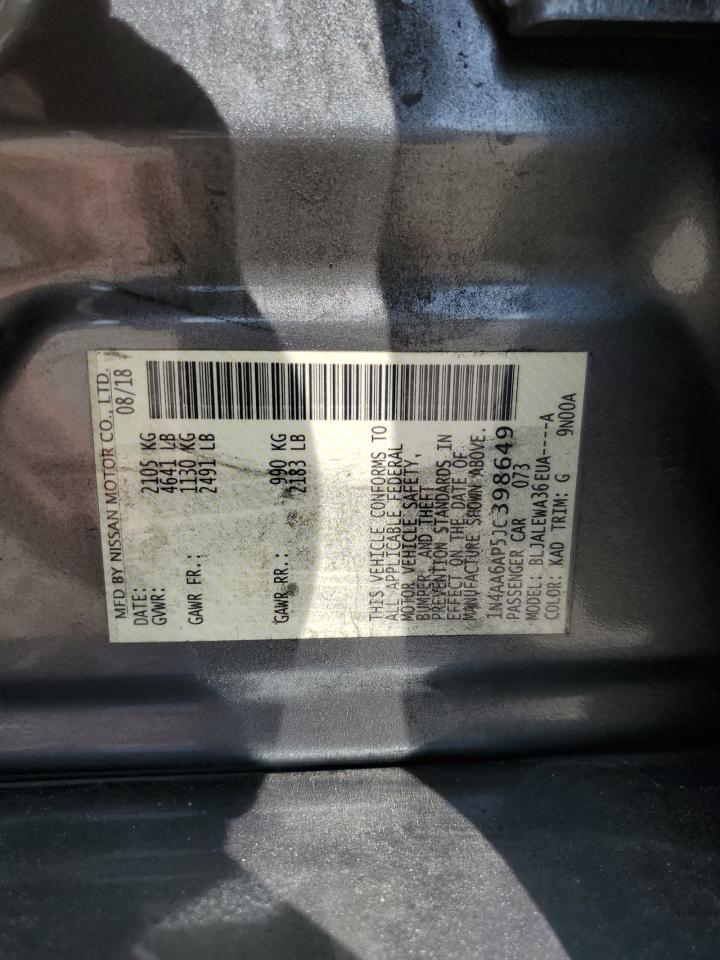 MFD BY NISSAN MOTOR CO., LTD.
DATE: 08/18
GVWR: 2105 KG
4641 LB
GAWR FR.: 1130 KG
2491 LB
GAWR RR.: 990 KG
2183 LB
THIS VEHICLE CONFORMS TO
ALL APPLICABLE FEDERAL
MOTOR VEHICLE SAFETY,
BUMPER, AND THEFT
PREVENTION STANDARDS IN
EFFECT ON THE DATE OF
MANUFACTURE SHOWN ABOVE.
1N4AA6AP5JC398649
PASSENGER CAR 073
MODEL: BLJALEWA36EUA----A
COLOR: KAD TRIM: G 9N00A